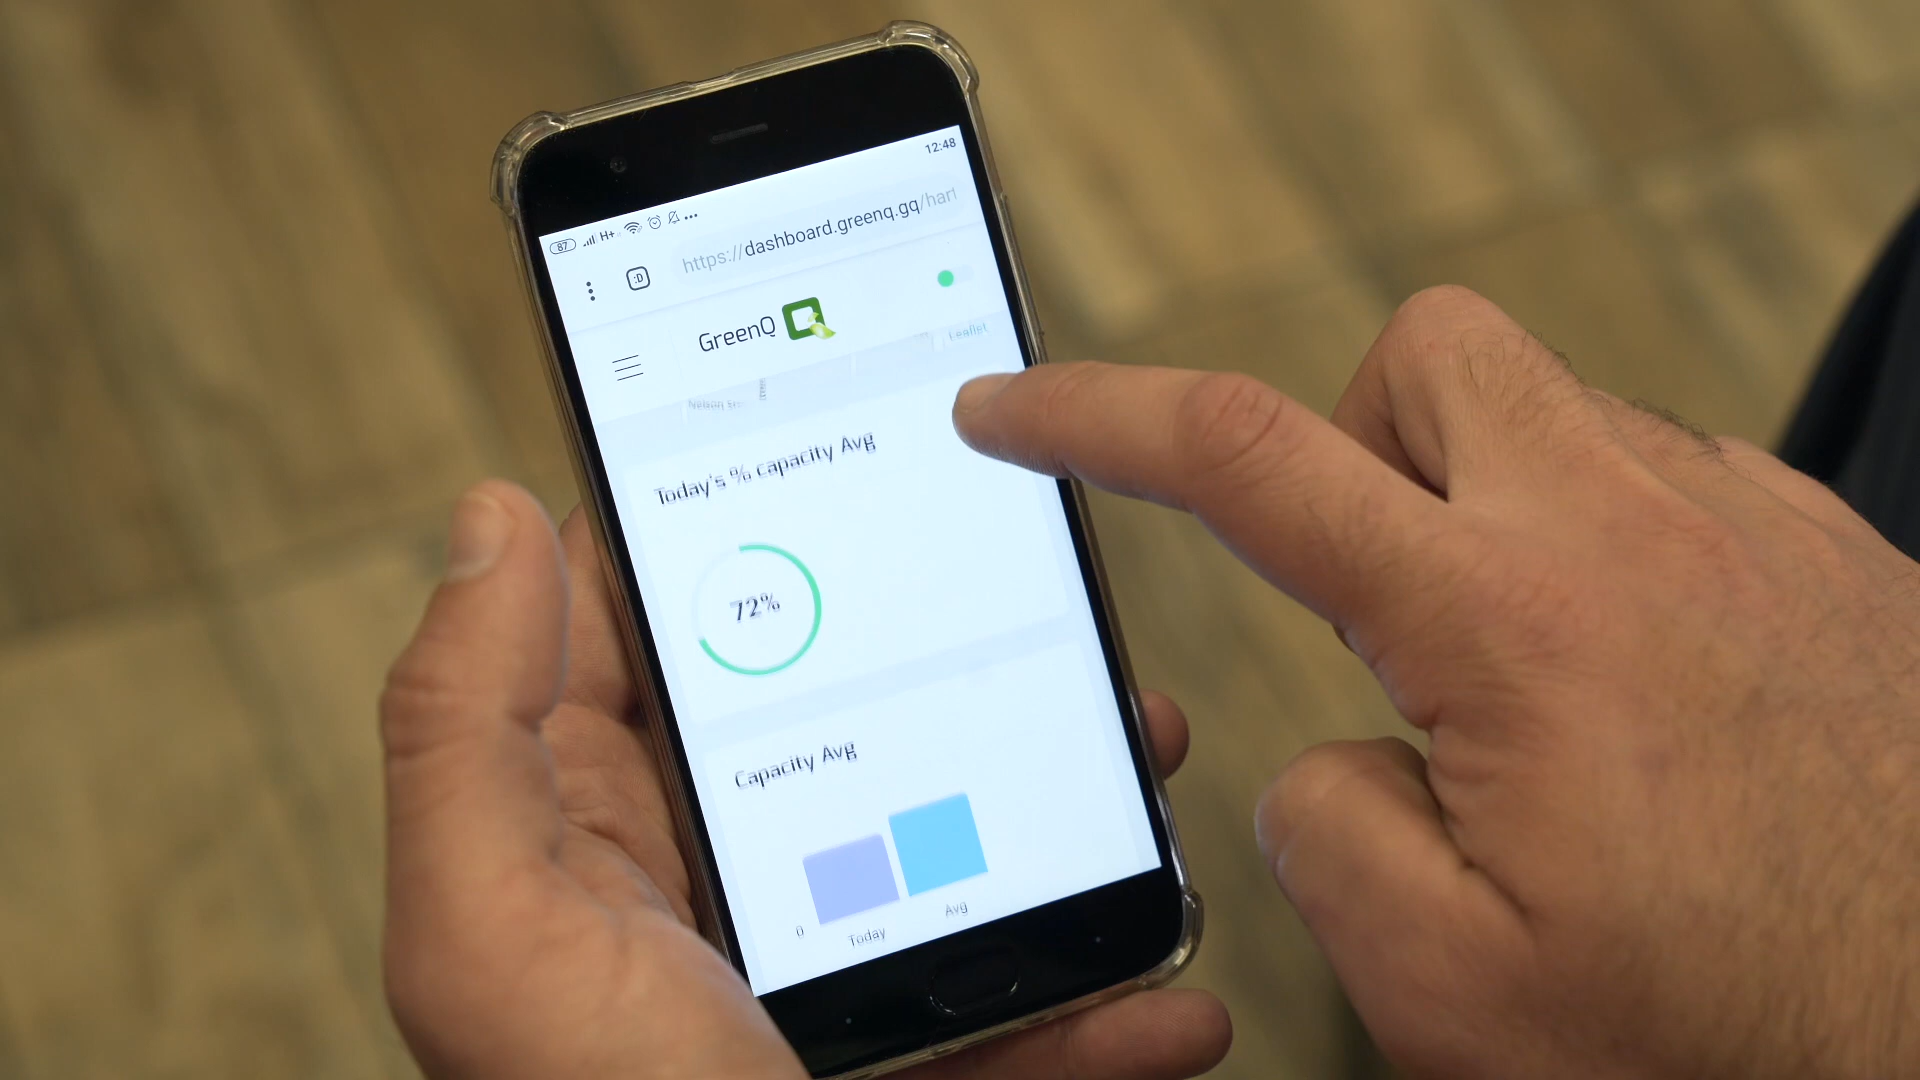 12:48
87 H+
:D https://dashboard.greenq.gq/har
GreenQ
Leaflet
Nelson
Today's % capacity Avg
72%
Capacity Avg
0 Today Avg